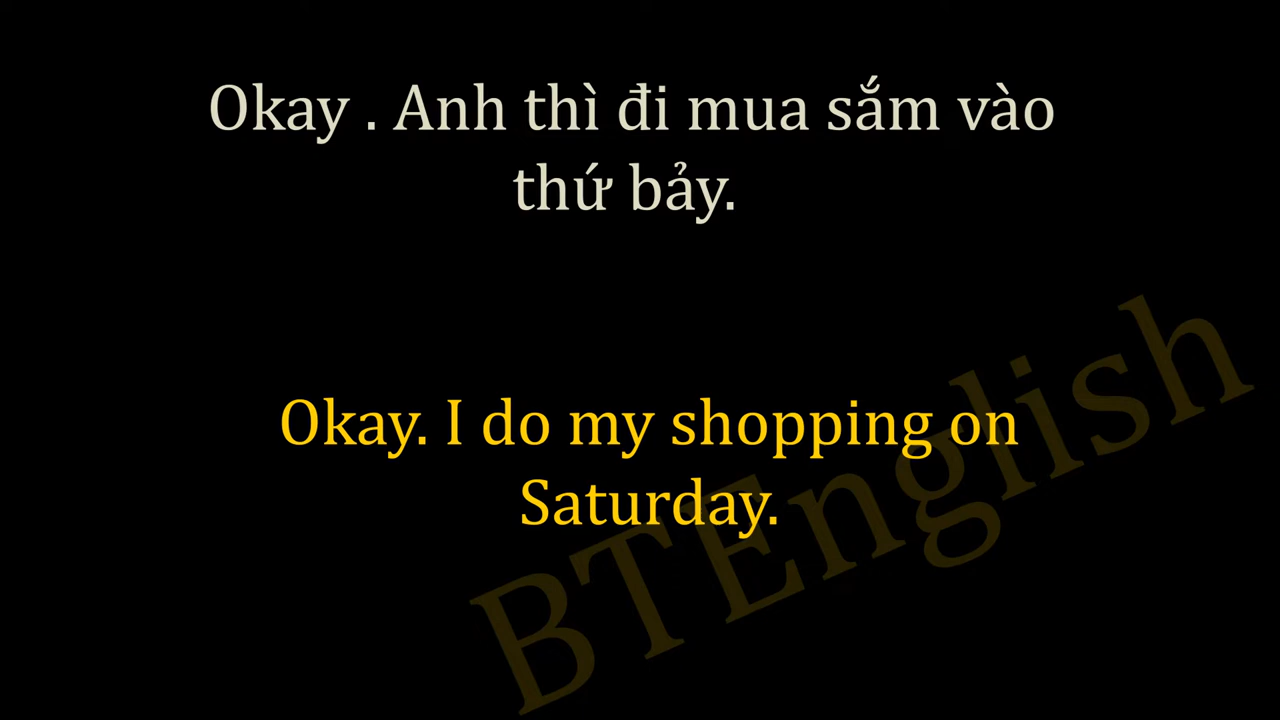 Okay . Anh thì đi mua sắm vào
thứ bảy.
Okay. I do my shopping on
Saturday.
BTEnglish